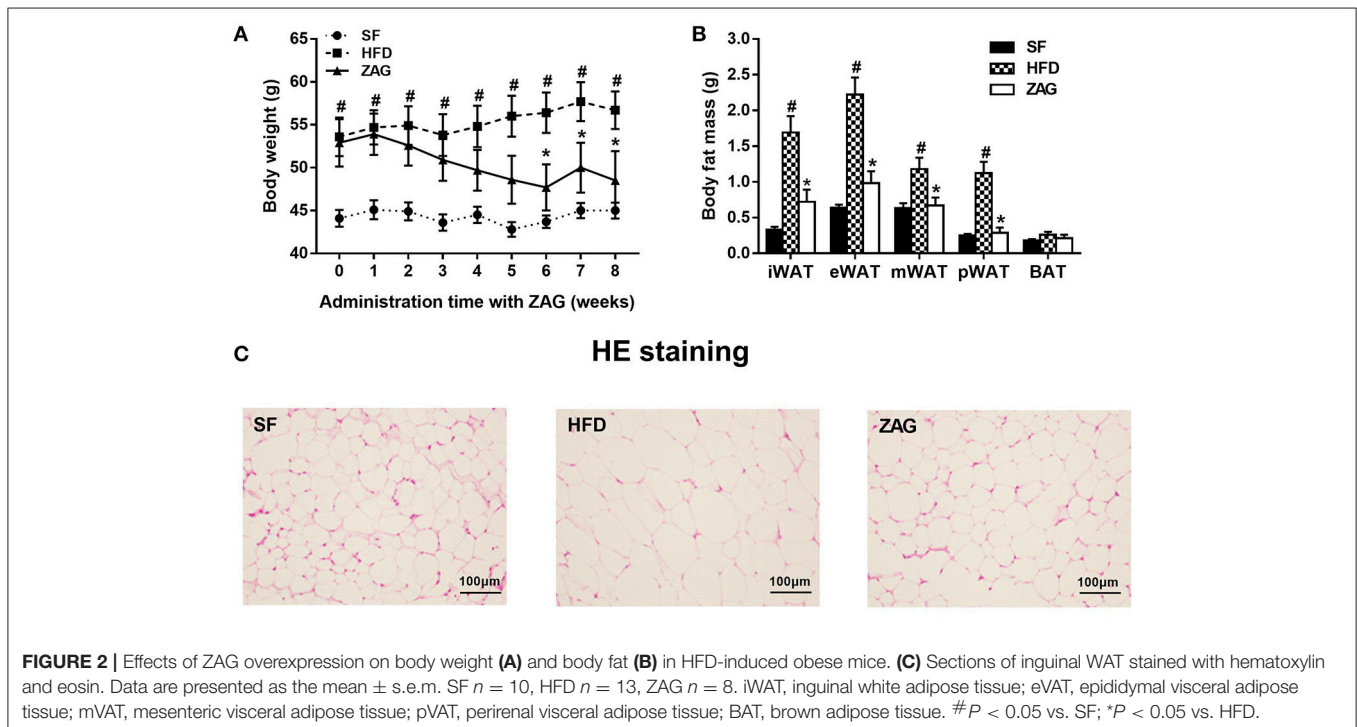 A
SF
HFD
ZAG
65
60
55
50
45
40
Body weight (g)
# # # # # # # # #
* * *
0 1 2 3 4 5 6 7 8
Administration time with ZAG (weeks)
B
SF
HFD
ZAG
3.0
2.5
2.0
1.5
1.0
0.5
0.0
Body fat mass (g)
# # # #
* * * *
iWAT eWAT mWAT pWAT BAT
C
HE staining
SF
100μm
HFD
100μm
ZAG
100μm
FIGURE 2 | Effects of ZAG overexpression on body weight (A) and body fat (B) in HFD-induced obese mice. (C) Sections of inguinal WAT stained with hematoxylin
and eosin. Data are presented as the mean ± s.e.m. SF n = 10, HFD n = 13, ZAG n = 8. iWAT, inguinal white adipose tissue; eVAT, epididymal visceral adipose
tissue; mVAT, mesenteric visceral adipose tissue; pVAT, perirenal visceral adipose tissue; BAT, brown adipose tissue. #P < 0.05 vs. SF; *P < 0.05 vs. HFD.